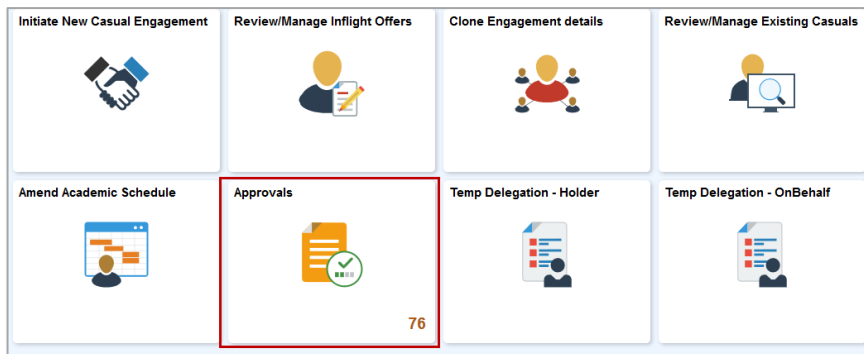 Initiate New Casual Engagement
Review/Manage Inflight Offers
Clone Engagement details
Review/Manage Existing Casuals
Amend Academic Schedule
Approvals
76
Temp Delegation - Holder
Temp Delegation - OnBehalf